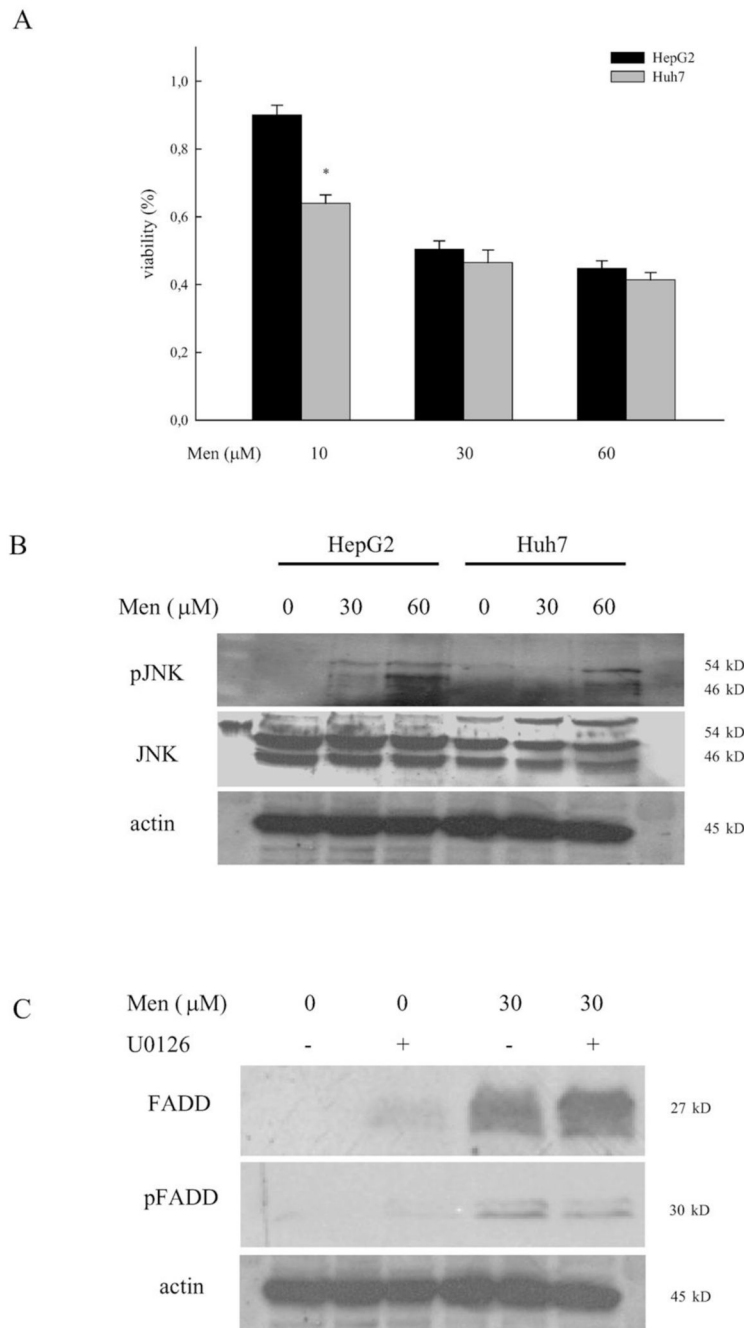 A
HepG2
Huh7
1,0
0,8
0,6
0,4
0,2
0,0
viability (%)
*
Men (μM) 10 30 60
B
HepG2 Huh7
Men ( μM) 0 30 60 0 30 60
pJNK
54 kD
46 kD
JNK
54 kD
46 kD
actin 45 kD
C
Men ( μM) 0 0 30 30
U0126 - + - +
FADD 27 kD
pFADD 30 kD
actin 45 kD